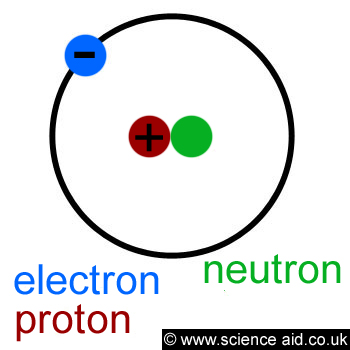 −
+
electron
neutron
proton
© www.science aid.co.uk